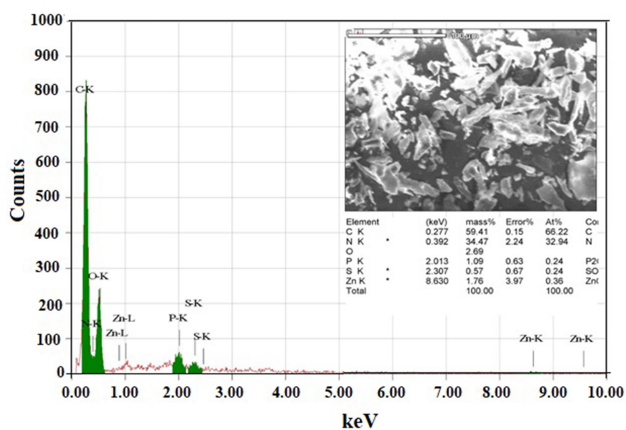 1000
900
800
700
600
500
400
300
200
100
0
Counts
C-K
O-K
N-K
Zn-L
Zn-L
P-K
S-K
S-K
Zn-K
Zn-K
Element (keV) mass% Error% At%
C K 0.277 59.41 0.15 66.22 C
N K * 0.392 34.47 2.24 32.94 N
O 2.69
P K * 2.013 1.09 0.63 0.24
S K * 2.307 0.57 0.67 0.24 SO
Zn K * 8.630 1.76 3.97 0.36
Total 100.00 100.00
0.00 1.00 2.00 3.00 4.00 5.00 6.00 7.00 8.00 9.00 10.00
keV